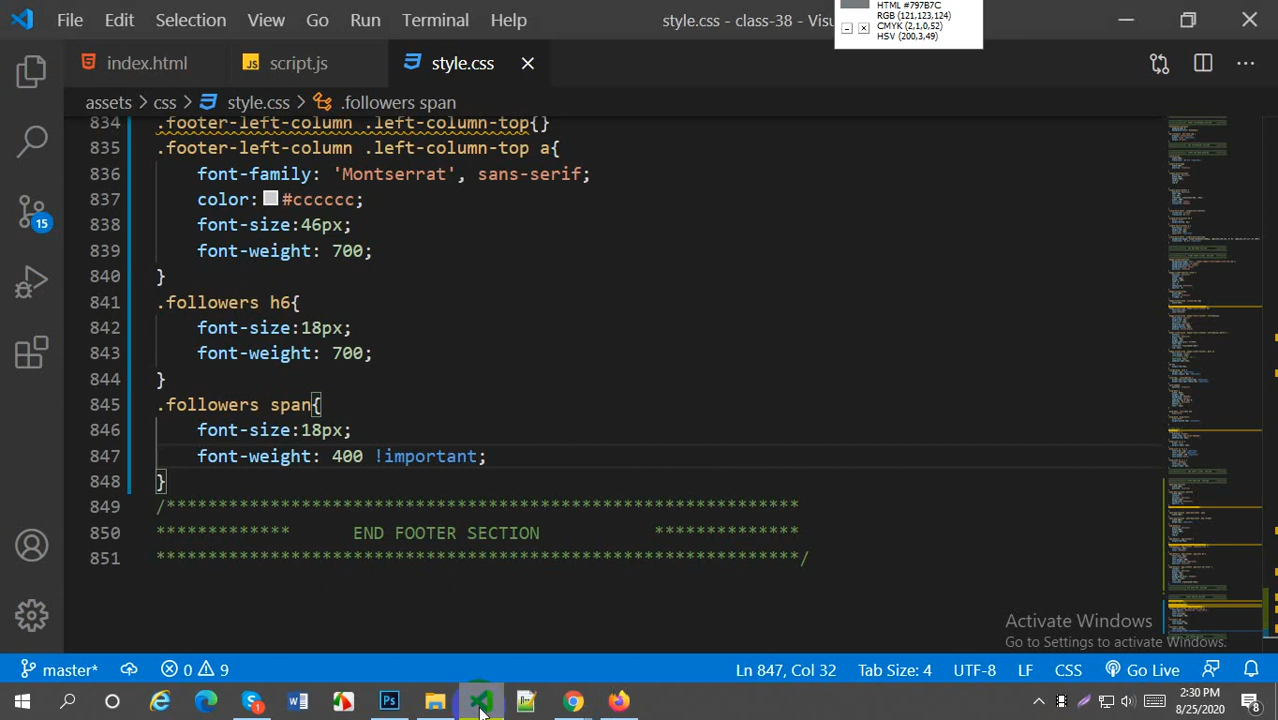 File Edit Selection View Go Run Terminal Help style.css - class-38 - Visu
HTML #797B7C
RGB (121,123,124)
CMYK (2,1,0,52)
HSV (200,3,49)
index.html JS script.js style.css
assets > css > style.css > .followers span
834 .footer-left-column .left-column-top{}
835 .footer-left-column .left-column-top a{
836 font-family: 'Montserrat', sans-serif;
837 color: #cccccc;
838 font-size:46px;
839 font-weight: 700;
840 }
841 .followers h6{
842 font-size:18px;
843 font-weight: 700;
844 }
845 .followers span{
846 font-size:18px;
847 font-weight: 400 !important;
848 }
849 /*************************************************************
850 ************* END FOOTER SECTION **************
851 *************************************************************/
15
Activate Windows
Go to Settings to activate Windows.
master* 0 9 Ln 847, Col 32 Tab Size: 4 UTF-8 LF CSS Go Live
Ps
2:30 PM
8/25/2020
8